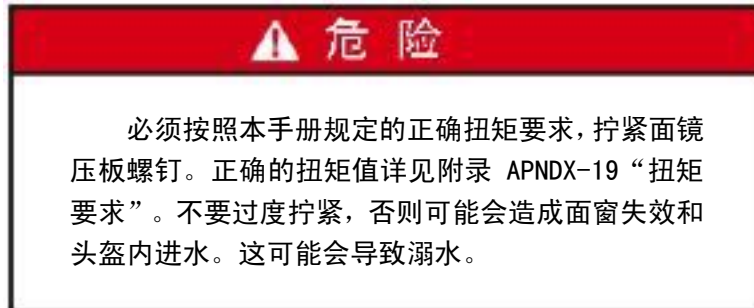 危 险
必须按照本手册规定的正确扭矩要求，拧紧面镜
压板螺钉。正确的扭矩值详见附录 APNDX-19“扭矩
要求”。不要过度拧紧，否则可能会造成面窗失效和
头盔内进水。这可能会导致溺水。